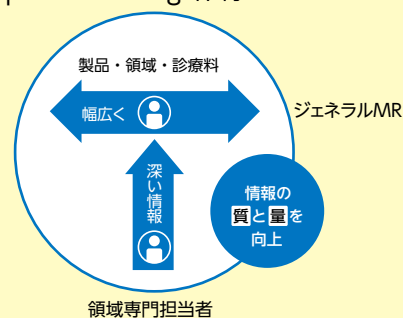 製品・領域・診療料
幅広く
ジェネラルMR
深い情報
情報の
質と量を
向上
領域専門担当者